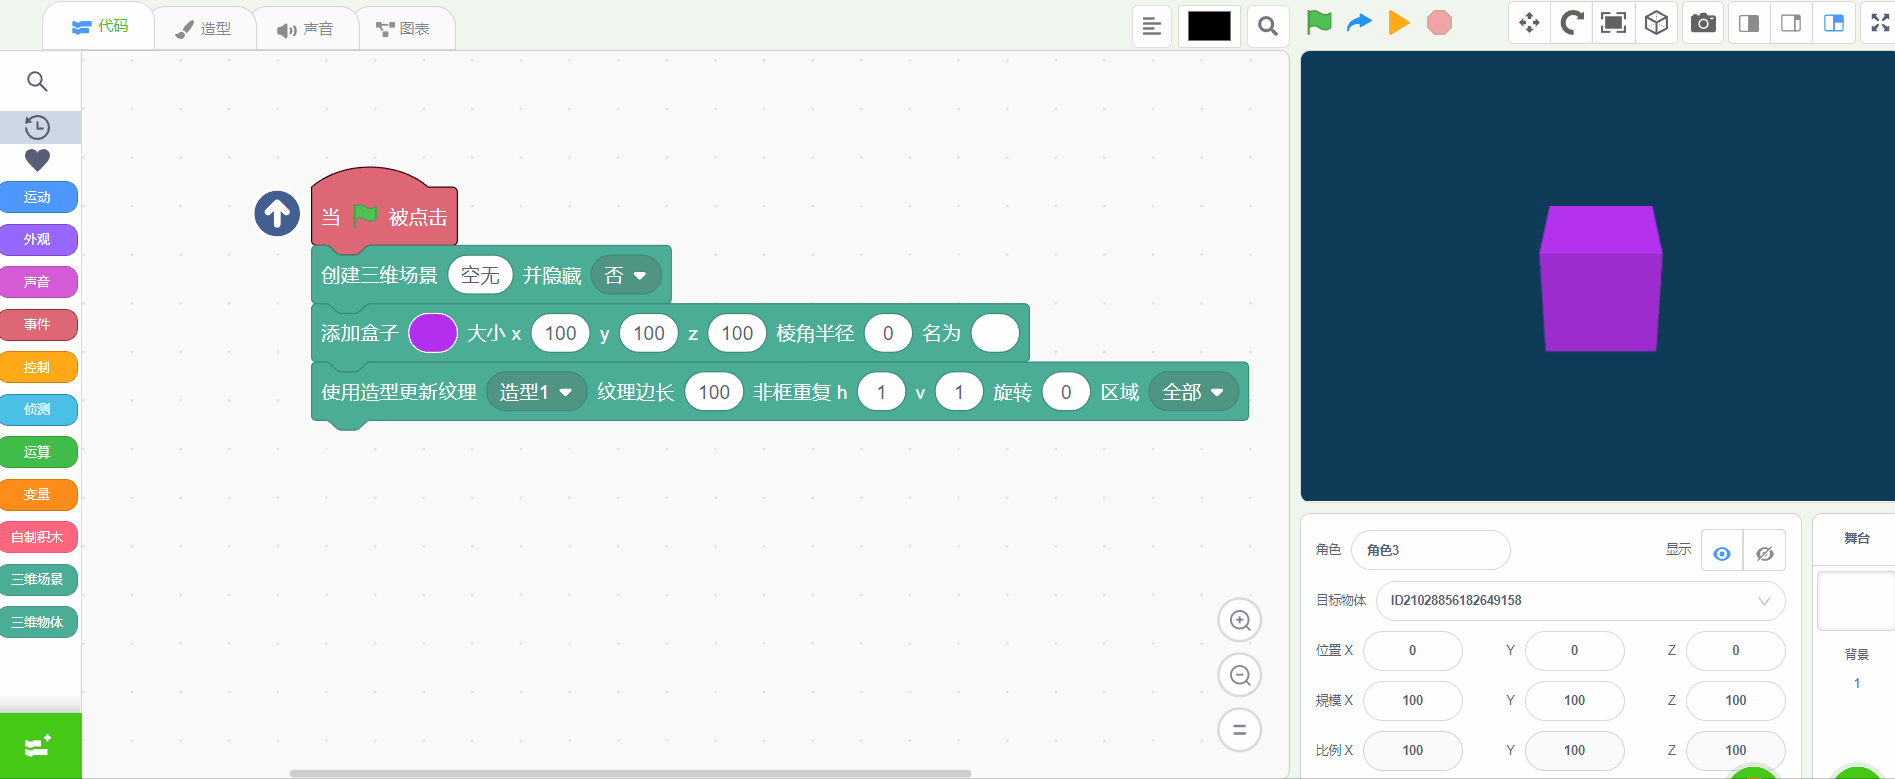 代码 造型 声音 图表
运动
外观
声音
事件
控制
侦测
运算
变量
自制积木
三维场景
三维物体
当 被点击
创建三维场景 空无 并隐藏 否
添加盒子 大小 x 100 y 100 z 100 棱角半径 0 名为
使用造型更新纹理 造型1 纹理边长 100 非框重复 h 1 v 1 旋转 0 区域 全部
角色 角色3 显示
目标物体 ID21028856182649158
位置 X 0 Y 0 Z 0
规模 X 100 Y 100 Z 100
比例 X 100 Y 100 Z 100
舞台
背景
1